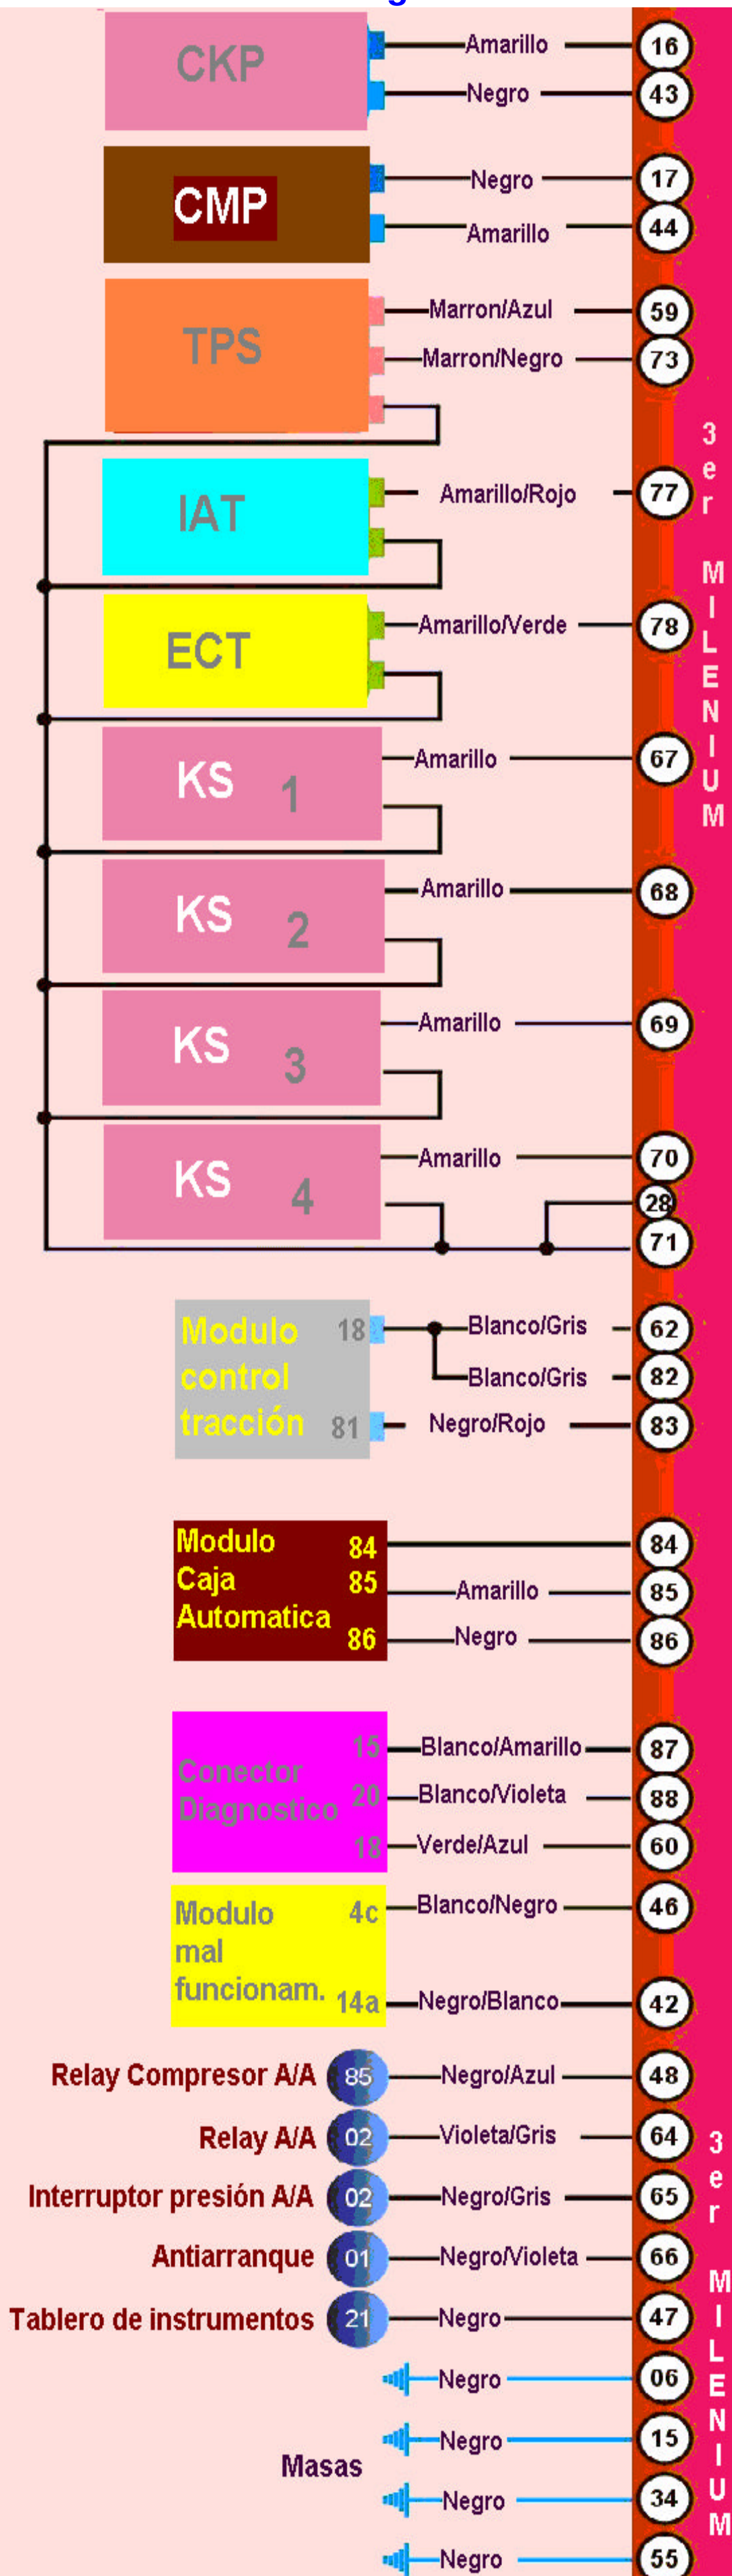 CKP
Amarillo 16
Negro 43
CMP
Negro 17
Amarillo 44
TPS
Marron/Azul 59
Marron/Negro 73
IAT
Amarillo/Rojo 77
ECT
Amarillo/Verde 78
KS 1
Amarillo 67
KS 2
Amarillo 68
KS 3
Amarillo 69
KS 4
Amarillo 70
28
71
3er MILENIUM
Modulo
control
tracción
18 Blanco/Gris 62
Blanco/Gris 82
81 Negro/Rojo 83
Modulo
Caja
Automatica
84 84
85 Amarillo 85
86 Negro 86
Conector
Diagnostico
15 Blanco/Amarillo 87
20 Blanco/Violeta 88
18 Verde/Azul 60
Modulo
mal
funcionam.
4c Blanco/Negro 46
14a Negro/Blanco 42
Relay Compresor A/A 85 Negro/Azul 48
Relay A/A 02 Violeta/Gris 64
Interruptor presión A/A 02 Negro/Gris 65
Antiarranque 01 Negro/Violeta 66
Tablero de instrumentos 21 Negro 47
Masas
Negro 06
Negro 15
Negro 34
Negro 55
3er MILENIUM